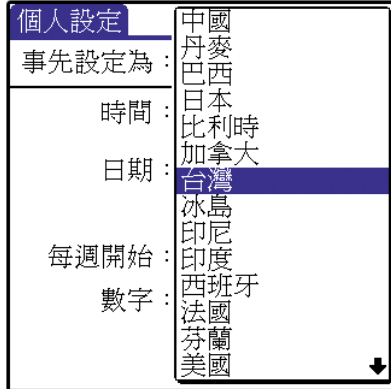 個人設定
事先設定為：
時間：
日期：
每週開始：
數字：
中國
丹麥
巴西
日本
比利時
加拿大
台灣
冰島
印尼
印度
西班牙
法國
芬蘭
美國